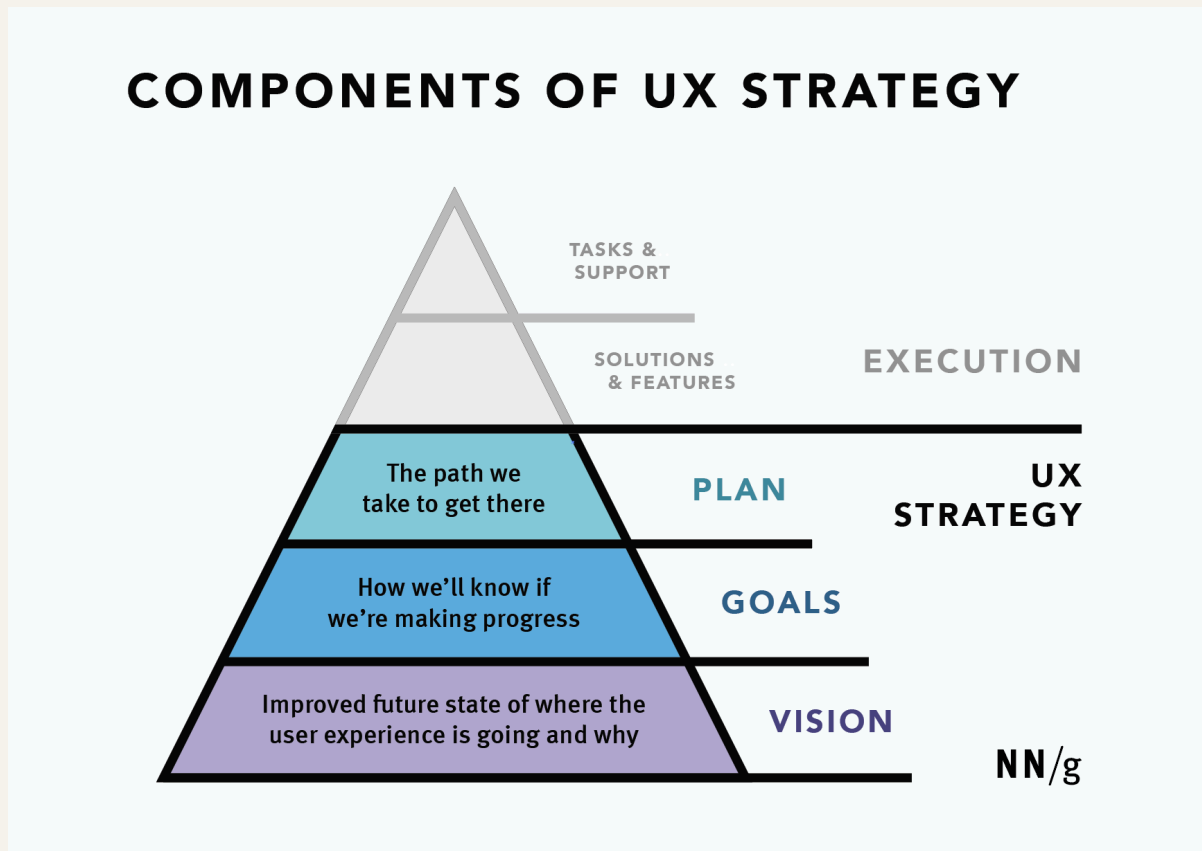 COMPONENTS OF UX STRATEGY
TASKS &
SUPPORT
SOLUTIONS
& FEATURES
EXECUTION
The path we
take to get there
PLAN
UX
STRATEGY
How we’ll know if
we’re making progress
GOALS
Improved future state of where the
user experience is going and why
VISION
NN/g